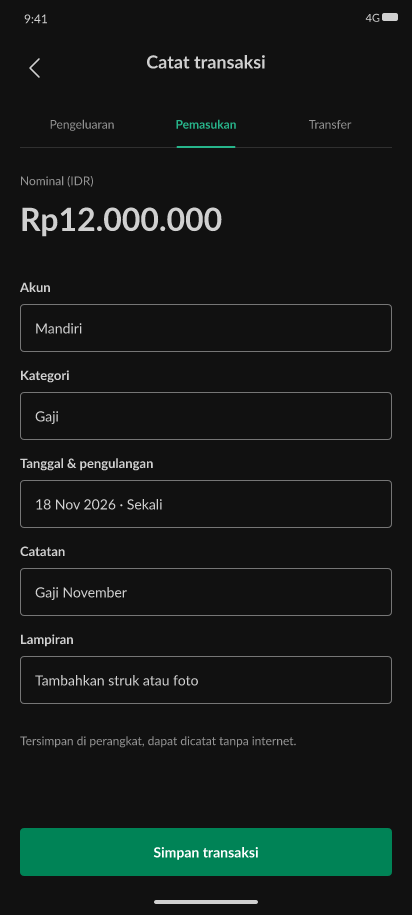 9:41
4G
Catat transaksi
Pengeluaran
Pemasukan
Transfer
Nominal (IDR)
Rp12.000.000
Akun
Mandiri
Kategori
Gaji
Tanggal & pengulangan
18 Nov 2026 · Sekali
Catatan
Gaji November
Lampiran
Tambahkan struk atau foto
Tersimpan di perangkat, dapat dicatat tanpa internet.
Simpan transaksi